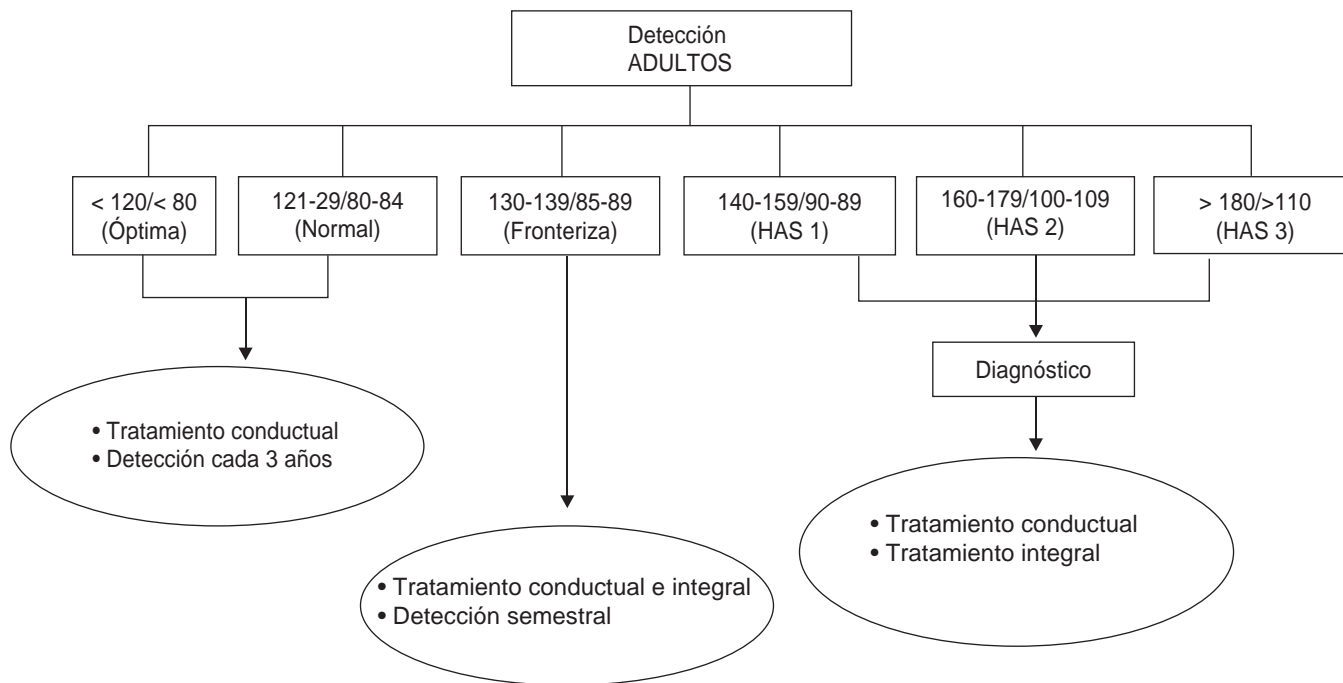 Detección
ADULTOS
< 120/< 80
(Óptima)
121-29/80-84
(Normal)
130-139/85-89
(Fronteriza)
140-159/90-89
(HAS 1)
160-179/100-109
(HAS 2)
> 180/>110
(HAS 3)
Diagnóstico
• Tratamiento conductual
• Detección cada 3 años
• Tratamiento conductual e integral
• Detección semestral
• Tratamiento conductual
• Tratamiento integral